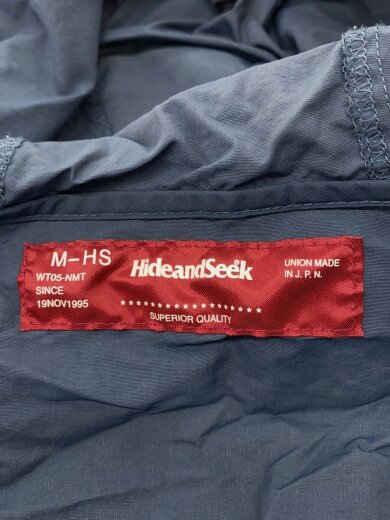 M-HS
WT05-NMT
SINCE
19NOV1995
HideandSeek
********************
SUPERIOR QUALITY
UNION MADE
IN J.P.N.